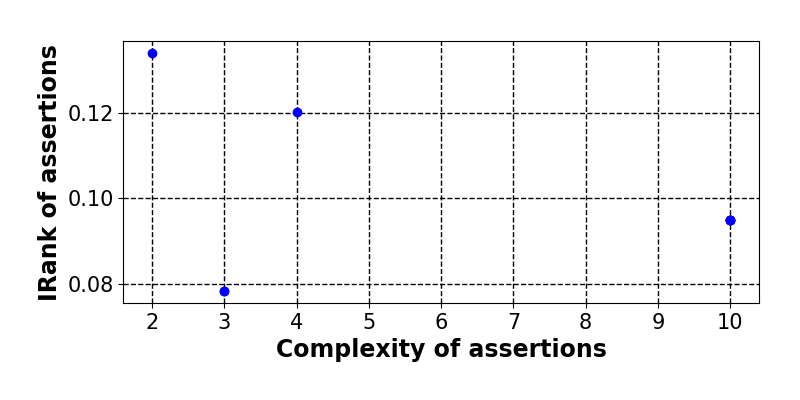 IRank of assertions
0.12
0.10
0.08
2 3 4 5 6 7 8 9 10
Complexity of assertions